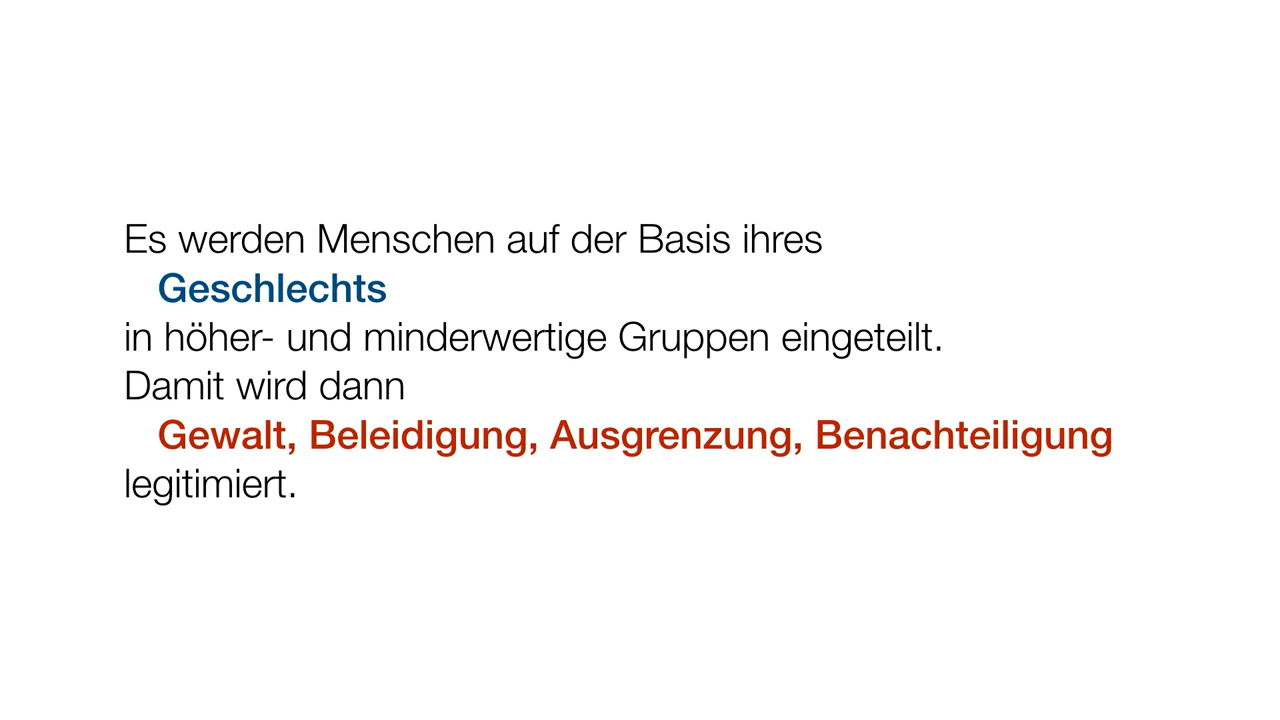 Es werden Menschen auf der Basis ihres
Geschlechts
in höher- und minderwertige Gruppen eingeteilt.
Damit wird dann
Gewalt, Beleidigung, Ausgrenzung, Benachteiligung
legitimiert.